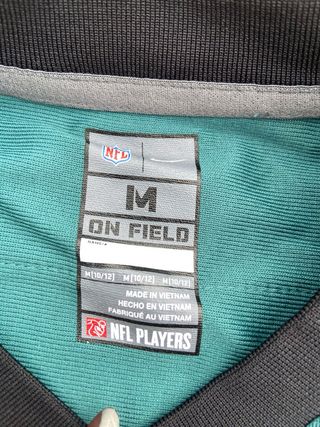 NFL
M
ON FIELD
NAME/#
M[10/12] M[10/12] M[10/12]
MADE IN VIETNAM
HECHO EN VIETNAM
FABRIQUÉ AU VIETNAM
NFL PLAYERS